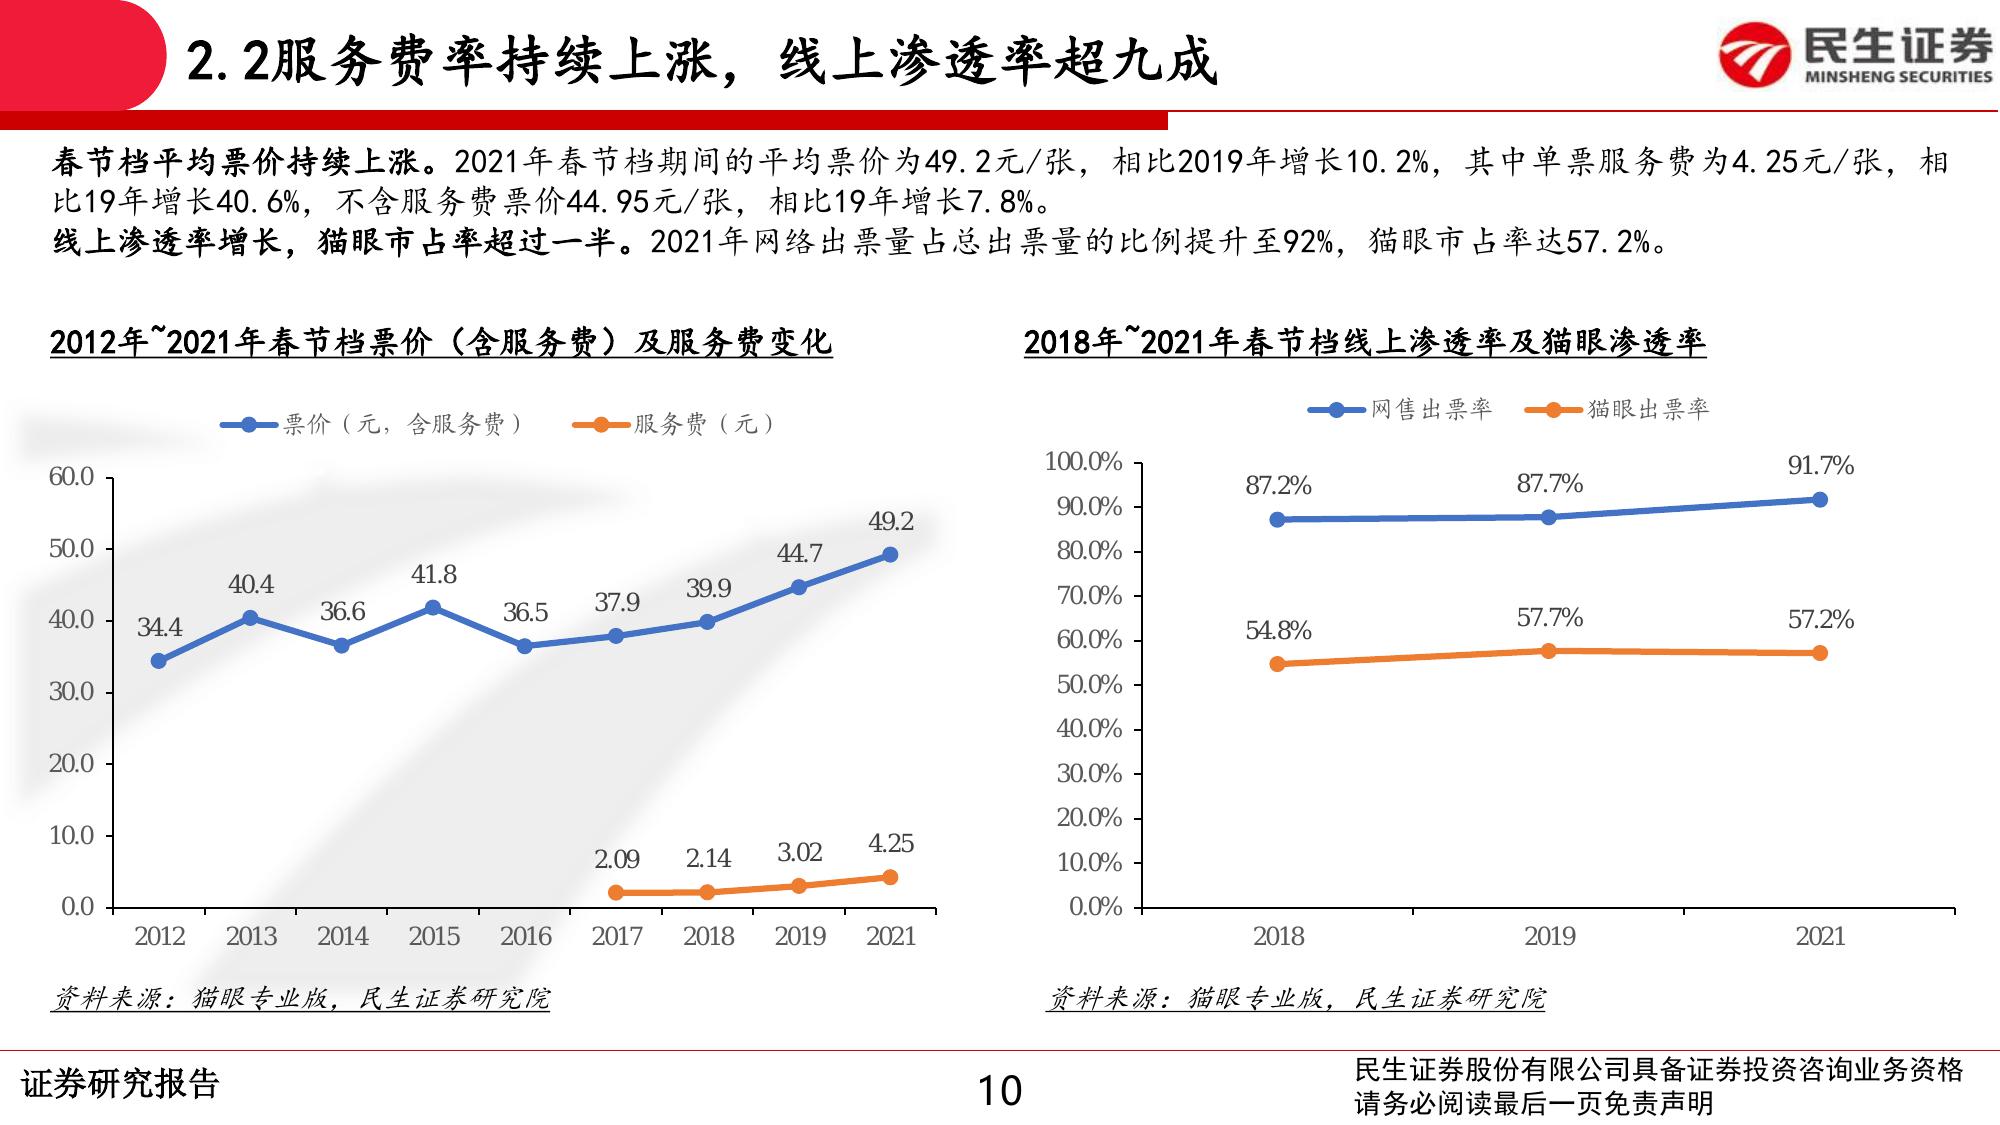 2.2服务费率持续上涨，线上渗透率超九成
民生证券
MINSHENG SECURITIES
春节档平均票价持续上涨。2021年春节档期间的平均票价为49.2元/张，相比2019年增长10.2%，其中单票服务费为4.25元/张，相
比19年增长40.6%，不含服务费票价44.95元/张，相比19年增长7.8%。
线上渗透率增长，猫眼市占率超过一半。2021年网络出票量占总出票量的比例提升至92%，猫眼市占率达57.2%。
2012年~2021年春节档票价（含服务费）及服务费变化
票价（元，含服务费） 服务费（元）
60.0
50.0
40.0
30.0
20.0
10.0
0.0
34.4 40.4 36.6 41.8 36.5 37.9 39.9 44.7 49.2
2.09 2.14 3.02 4.25
2012 2013 2014 2015 2016 2017 2018 2019 2021
资料来源：猫眼专业版，民生证券研究院
2018年~2021年春节档线上渗透率及猫眼渗透率
网售出票率 猫眼出票率
100.0%
90.0%
80.0%
70.0%
60.0%
50.0%
40.0%
30.0%
20.0%
10.0%
0.0%
87.2% 87.7% 91.7%
54.8% 57.7% 57.2%
2018 2019 2021
资料来源：猫眼专业版，民生证券研究院
证券研究报告
10
民生证券股份有限公司具备证券投资咨询业务资格
请务必阅读最后一页免责声明